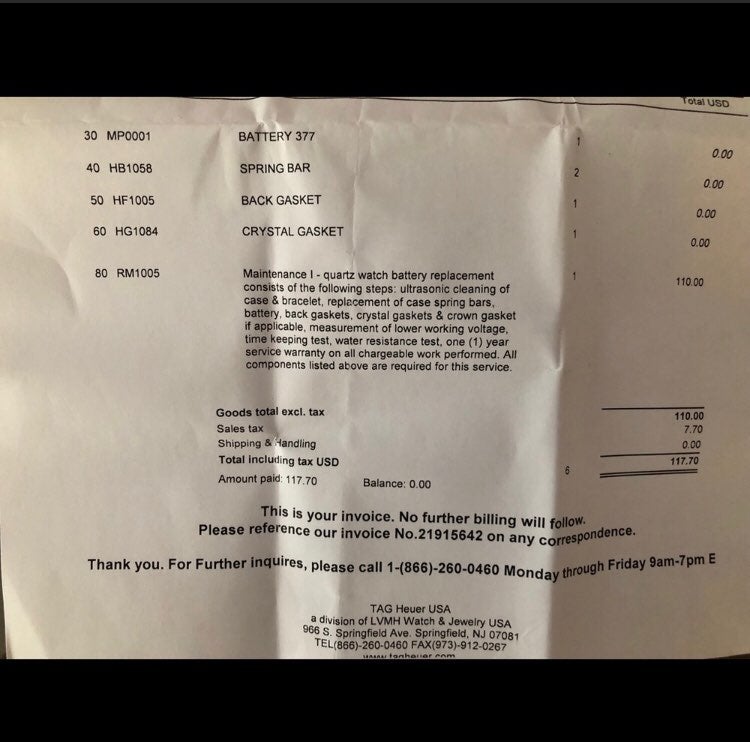 Total USD
30 MP0001 BATTERY 377 1 0.00
40 HB1058 SPRING BAR 2 0.00
50 HF1005 BACK GASKET 1 0.00
60 HG1084 CRYSTAL GASKET 1 0.00
80 RM1005 Maintenance I - quartz watch battery replacement 1 110.00
consists of the following steps: ultrasonic cleaning of
case & bracelet, replacement of case spring bars,
battery, back gaskets, crystal gaskets & crown gasket
if applicable, measurement of lower working voltage,
time keeping test, water resistance test, one (1) year
service warranty on all chargeable work performed. All
components listed above are required for this service.
Goods total excl. tax 110.00
Sales tax 7.70
Shipping & Handling 0.00
Total including tax USD 6 117.70
Amount paid: 117.70 Balance: 0.00
This is your invoice. No further billing will follow.
Please reference our invoice No.21915642 on any correspondence.
Thank you. For Further inquires, please call 1-(866)-260-0460 Monday through Friday 9am-7pm E
TAG Heuer USA
a division of LVMH Watch & Jewelry USA
966 S. Springfield Ave. Springfield, NJ 07081
TEL(866)-260-0460 FAX(973)-912-0267
www.tagheuer.com